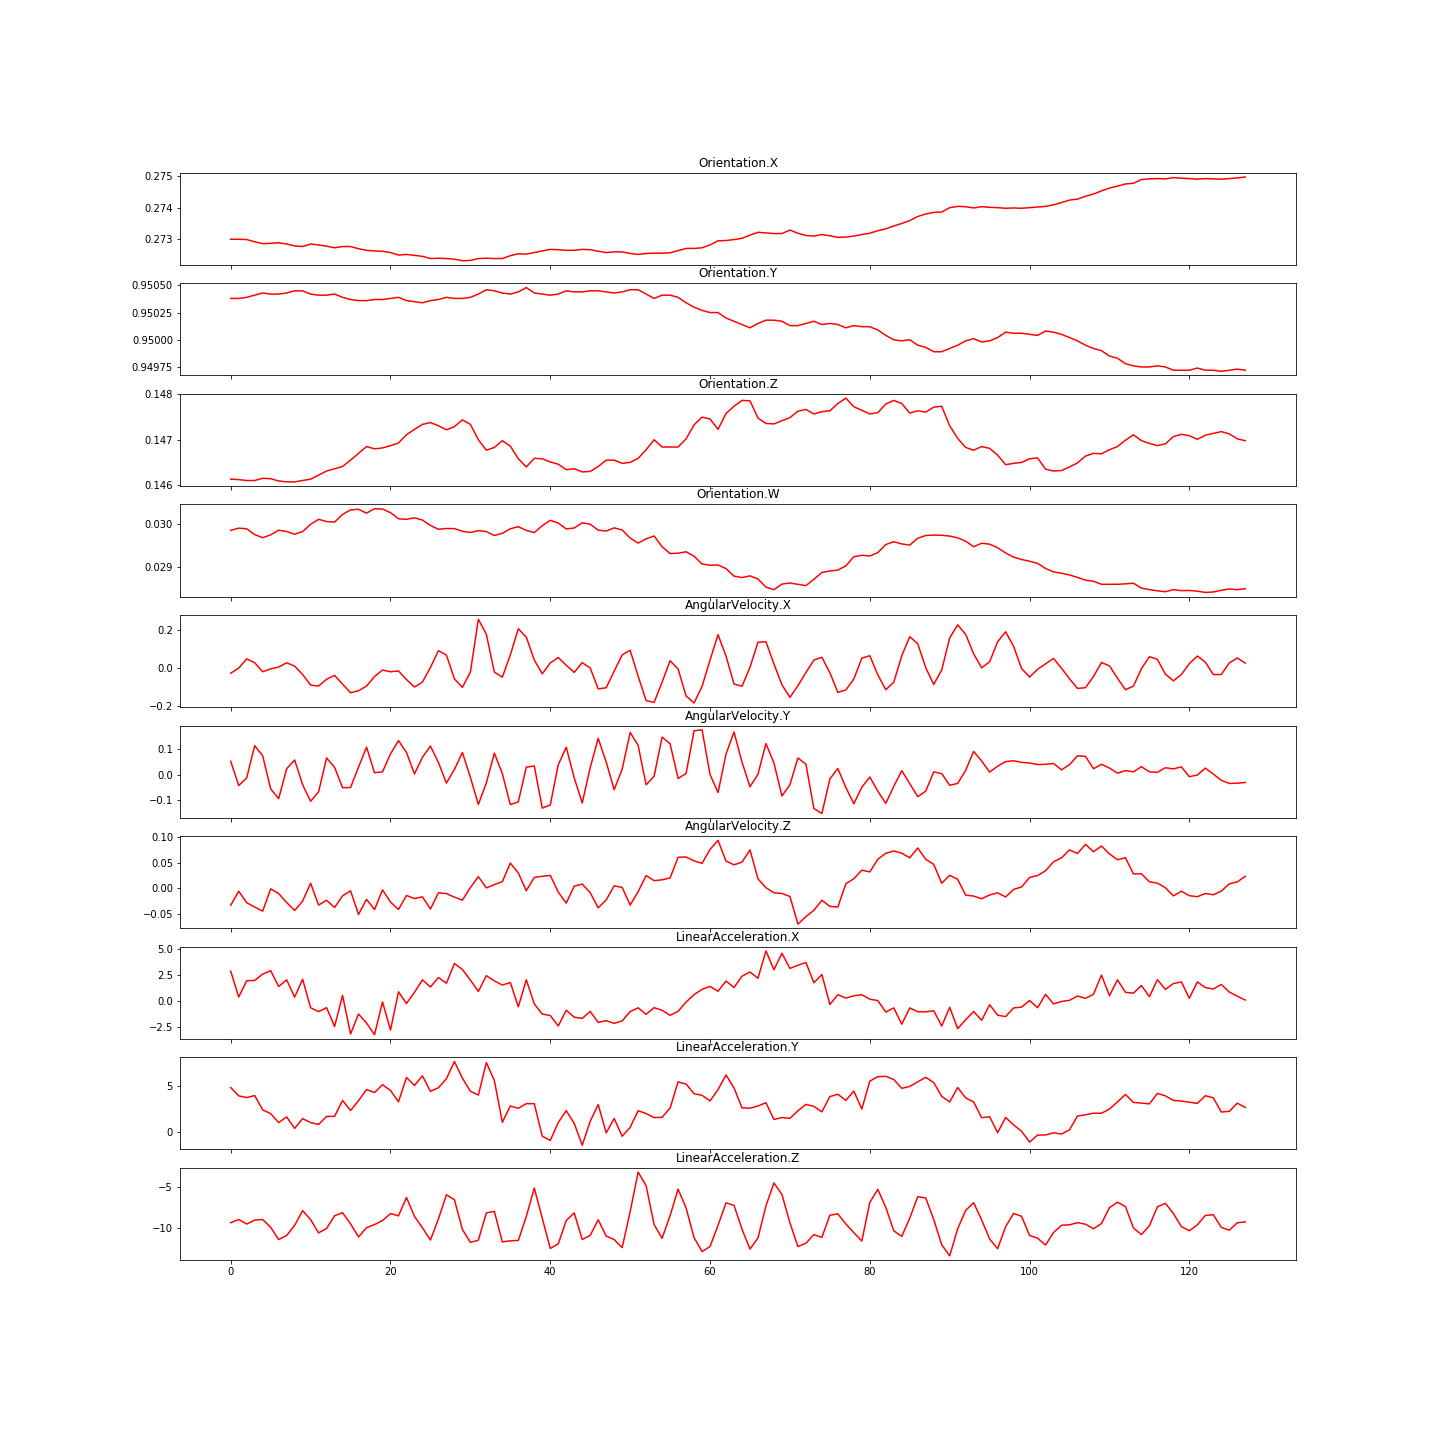 Orientation.X
0.275
0.274
0.273
Orientation.Y
0.95050
0.95025
0.95000
0.94975
Orientation.Z
0.148
0.147
0.146
Orientation.W
0.030
0.029
AngularVelocity.X
0.2
0.0
−0.2
AngularVelocity.Y
0.1
0.0
−0.1
AngularVelocity.Z
0.10
0.05
0.00
−0.05
LinearAcceleration.X
5.0
2.5
0.0
−2.5
LinearAcceleration.Y
5
0
LinearAcceleration.Z
−5
−10
0 20 40 60 80 100 120